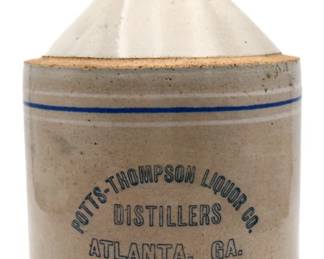 POTTS-THOMPSON LIQUOR CO.
DISTILLERS
ATLANTA, GA.